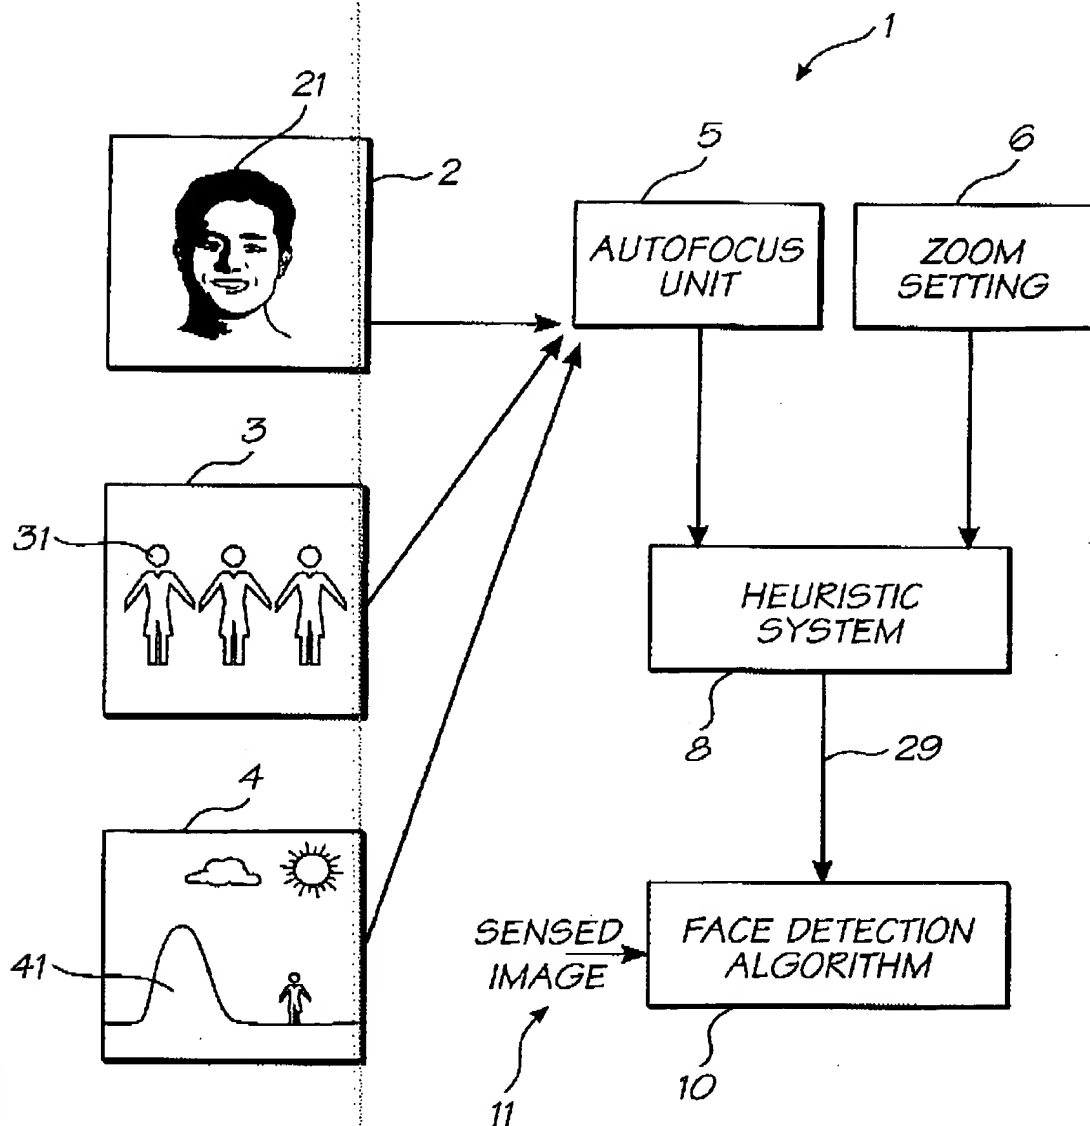 1
21
2
5
6
AUTOFOCUS
UNIT
ZOOM
SETTING
3
31
HEURISTIC
SYSTEM
8
29
4
41
SENSED
IMAGE
11
FACE DETECTION
ALGORITHM
10